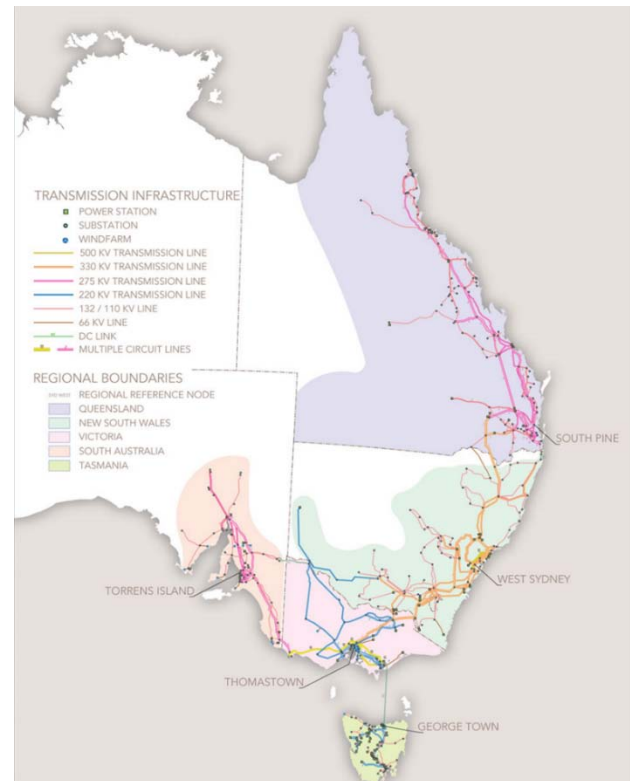 TRANSMISSION INFRASTRUCTURE
POWER STATION
SUBSTATION
WINDFARM
500 KV TRANSMISSION LINE
330 KV TRANSMISSION LINE
275 KV TRANSMISSION LINE
220 KV TRANSMISSION LINE
132 / 110 KV LINE
66 KV LINE
DC LINK
MULTIPLE CIRCUIT LINES
REGIONAL BOUNDARIES
REGIONAL REFERENCE NODE
QUEENSLAND
NEW SOUTH WALES
VICTORIA
SOUTH AUSTRALIA
TASMANIA
SOUTH PINE
WEST SYDNEY
TORRENS ISLAND
THOMASTOWN
GEORGE TOWN